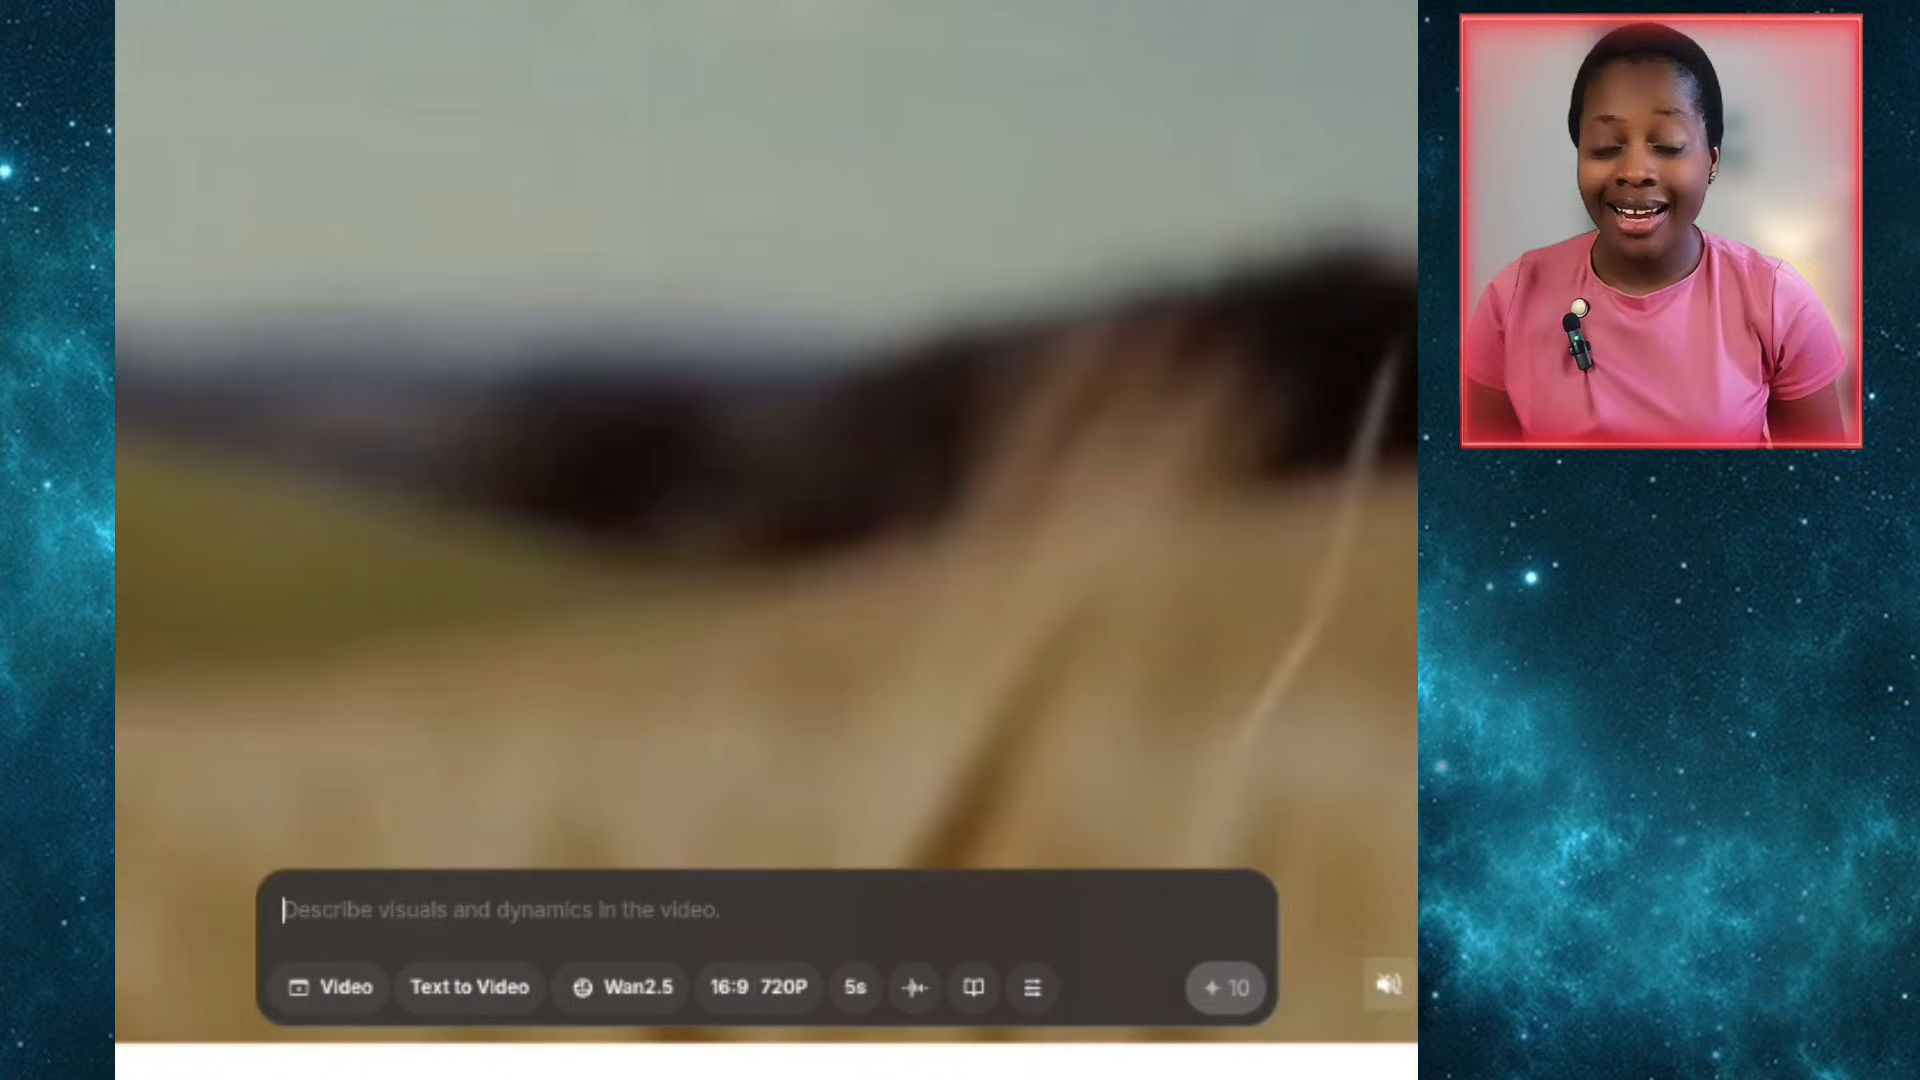 Describe visuals and dynamics in the video.
Video Text to Video Wan2.5 16:9 720P 5s 10